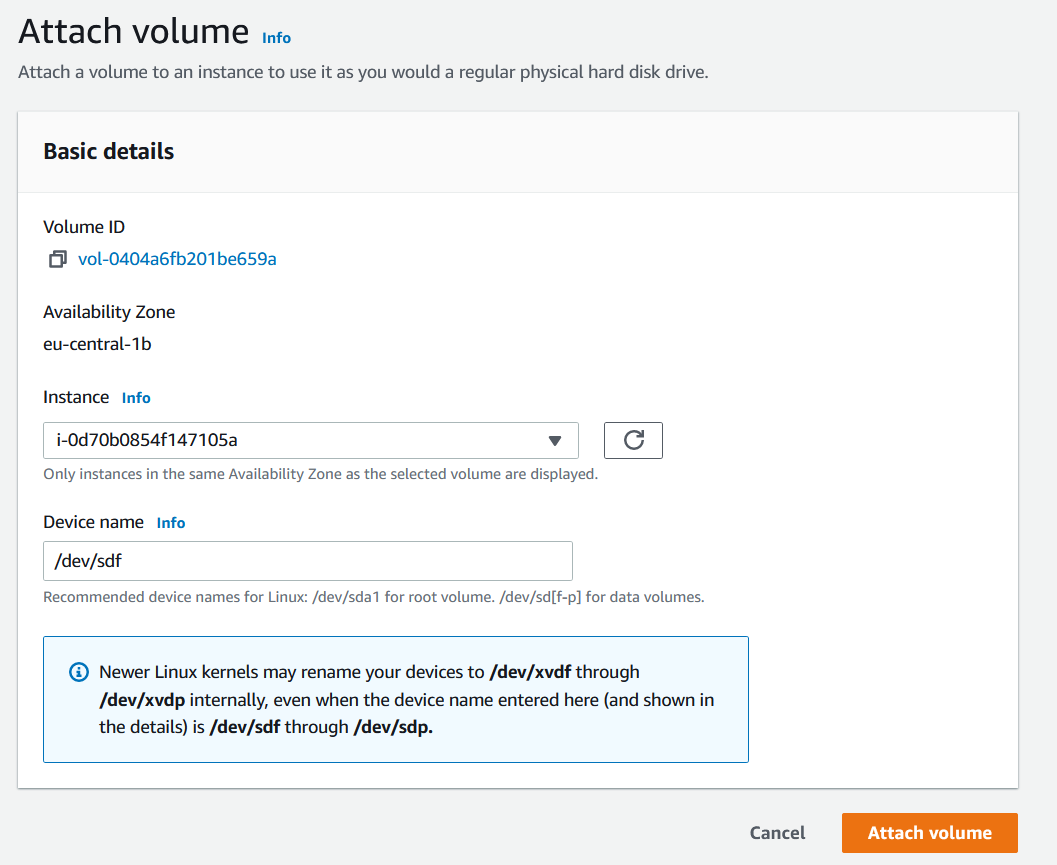 Attach volume Info
Attach a volume to an instance to use it as you would a regular physical hard disk drive.
Basic details
Volume ID
vol-0404a6fb201be659a
Availability Zone
eu-central-1b
Instance Info
i-0d70b0854f147105a
Only instances in the same Availability Zone as the selected volume are displayed.
Device name Info
/dev/sdf
Recommended device names for Linux: /dev/sda1 for root volume. /dev/sd[f-p] for data volumes.
Newer Linux kernels may rename your devices to /dev/xvdf through
/dev/xvdp internally, even when the device name entered here (and shown in
the details) is /dev/sdf through /dev/sdp.
Cancel Attach volume